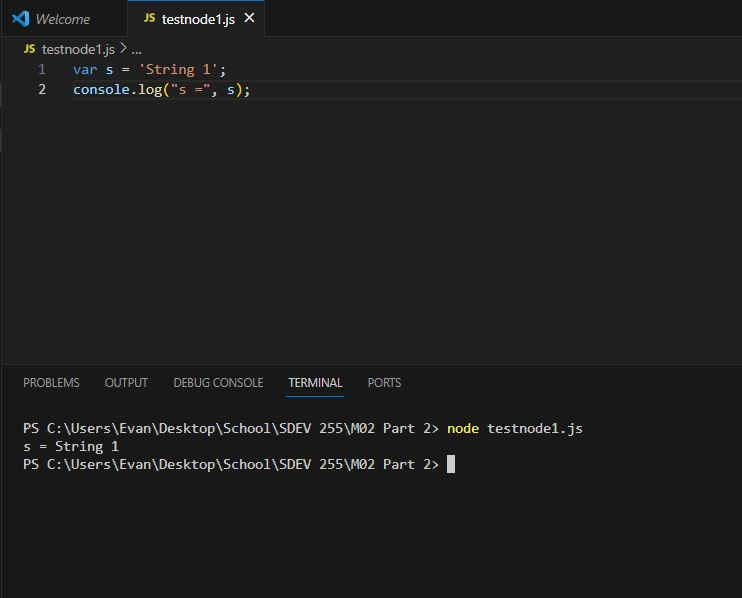 Welcome JS testnode1.js ✕
JS testnode1.js > ...
1 var s = 'String 1';
2 console.log("s =", s);
PROBLEMS OUTPUT DEBUG CONSOLE TERMINAL PORTS
PS C:\Users\Evan\Desktop\School\SDEV 255\M02 Part 2> node testnode1.js
s = String 1
PS C:\Users\Evan\Desktop\School\SDEV 255\M02 Part 2>